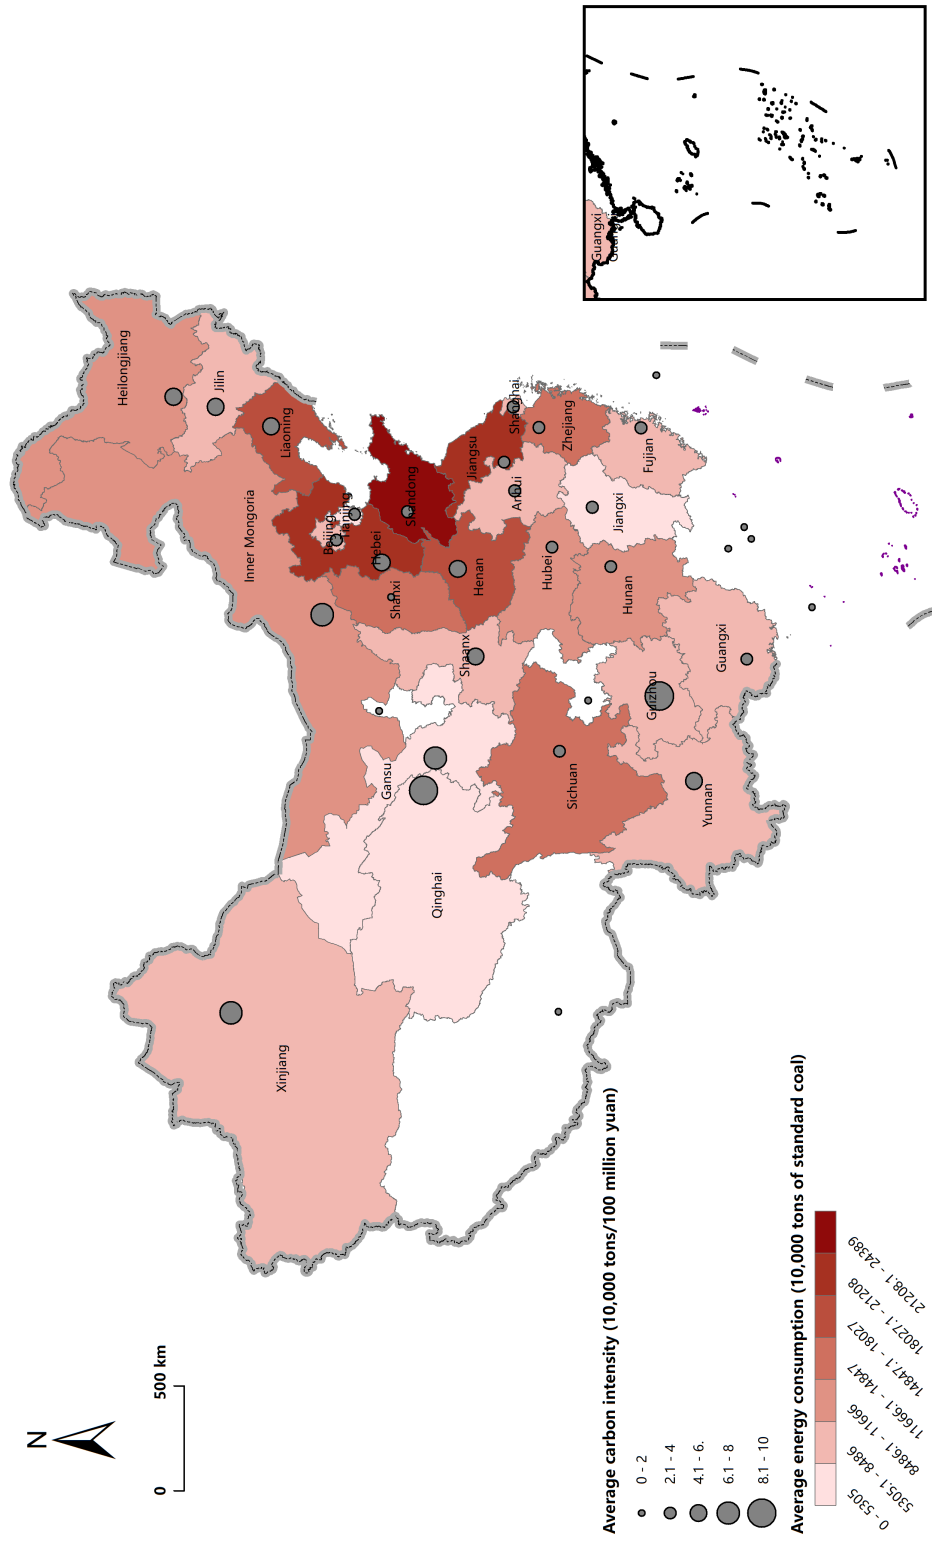 N
0 500 km
Heilongjiang
Jilin
Liaoning
Inner Mongoria
Beijing
Tianjing
Hebei
Shandong
Shanxi
Henan
Jiangsu
Shanghai
Anhui
Zhejiang
Hubei
Jiangxi
Fujian
Hunan
Shaanx
Gansu
Qinghai
Xinjiang
Sichuan
Guizhou
Guangxi
Yunnan
Guangxi
Average carbon intensity (10,000 tons/100 million yuan)
0 - 2
2.1 - 4
4.1 - 6.
6.1 - 8
8.1 - 10
Average energy consumption (10,000 tons of standard coal)
0 - 5305
5305.1 - 8486
8486.1 - 11666
11666.1 - 14847
14847.1 - 18027
18027.1 - 21208
21208.1 - 24389